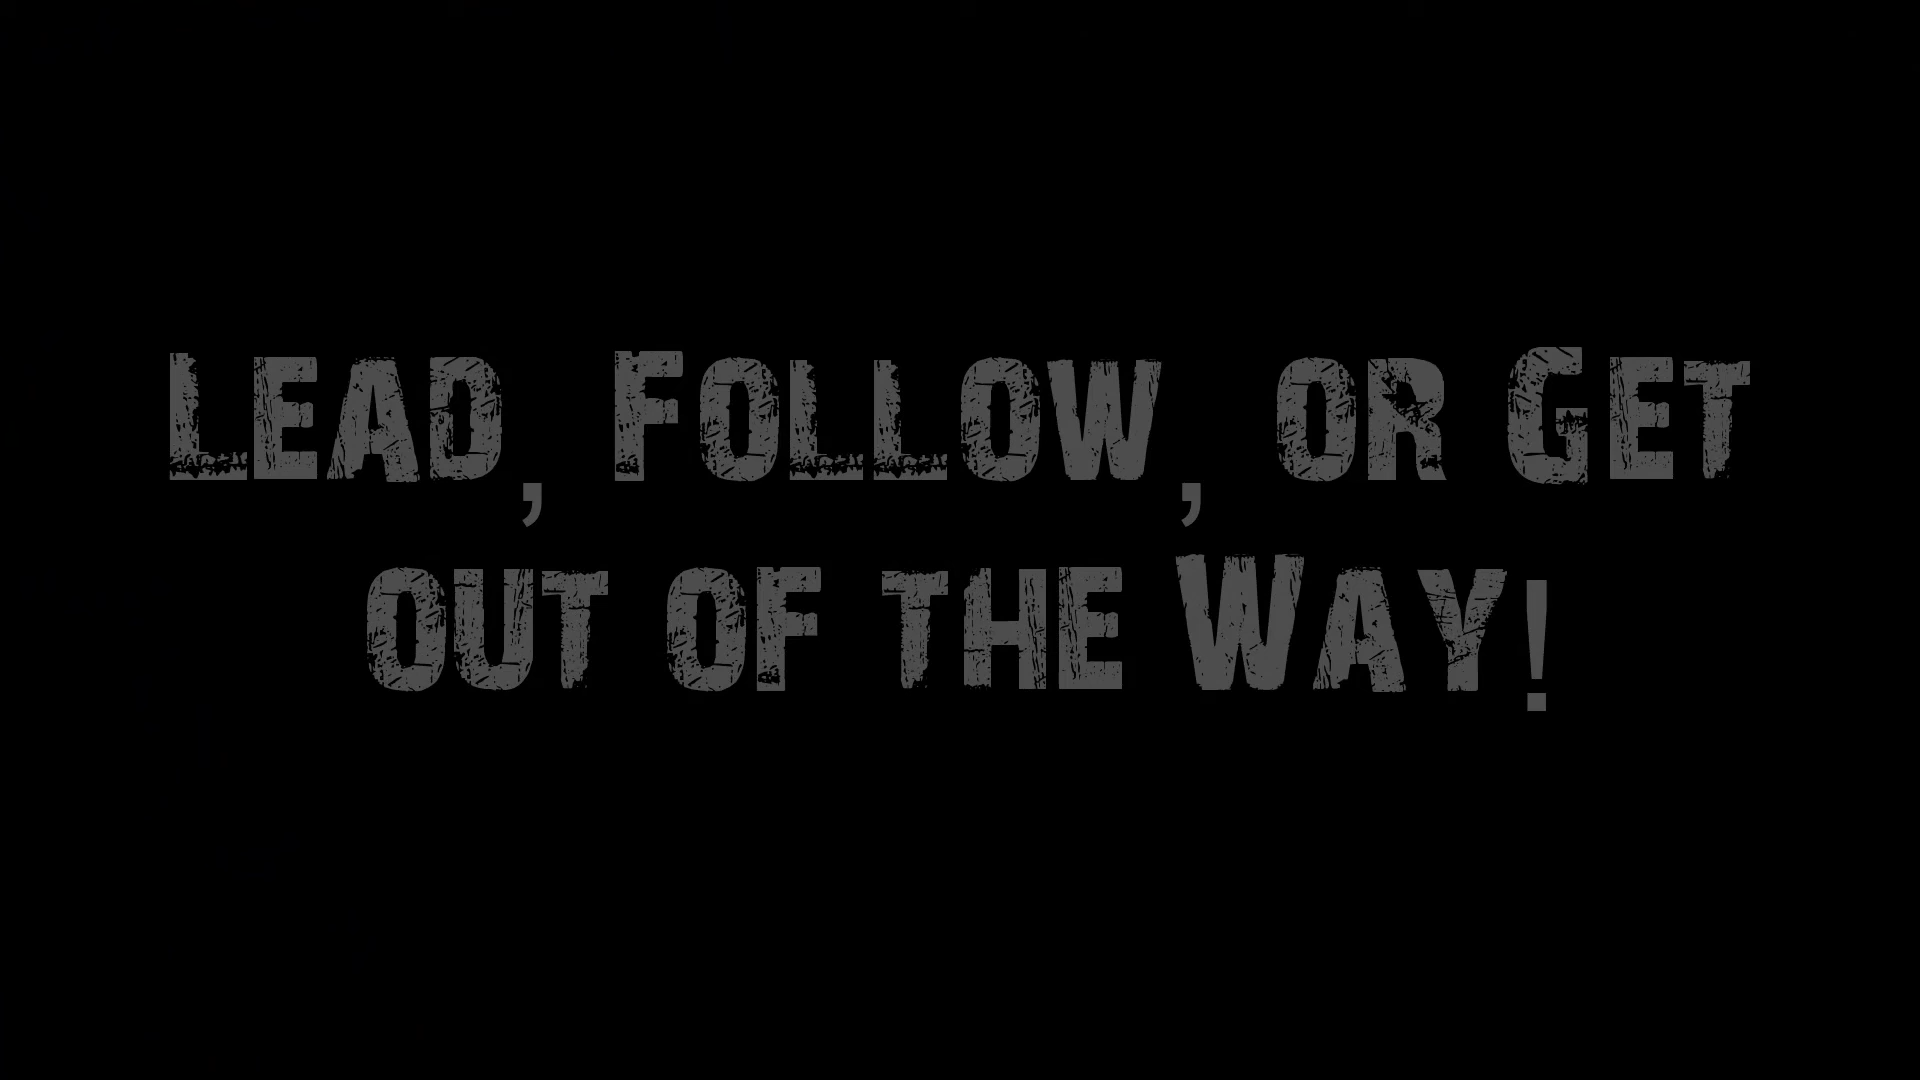 Lead, Follow, or Get
out of the Way!